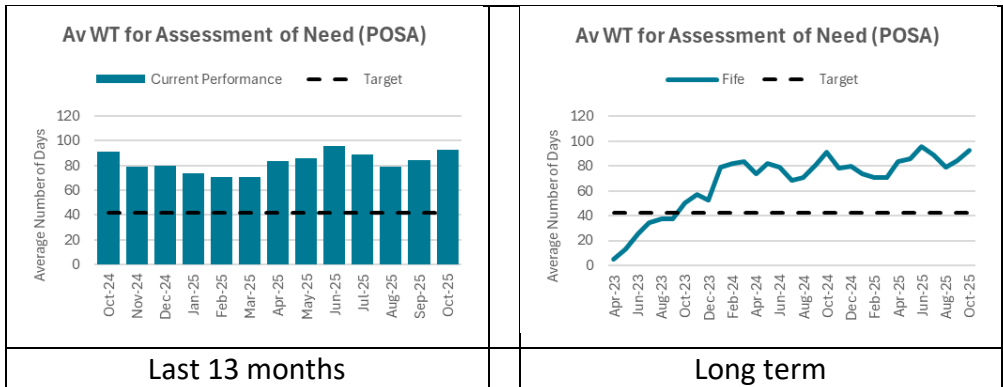 Av WT for Assessment of Need (POSA)
Current Performance
Target
Average Number of Days
120
100
80
60
40
20
0
Oct-24
Nov-24
Dec-24
Jan-25
Feb-25
Mar-25
Apr-25
May-25
Jun-25
Jul-25
Aug-25
Sep-25
Oct-25
Last 13 months
Av WT for Assessment of Need (POSA)
Fife
Target
Average Number of Days
120
100
80
60
40
20
0
Apr-23
Jun-23
Aug-23
Oct-23
Dec-23
Feb-24
Apr-24
Jun-24
Aug-24
Oct-24
Dec-24
Feb-25
Apr-25
Jun-25
Aug-25
Oct-25
Long term